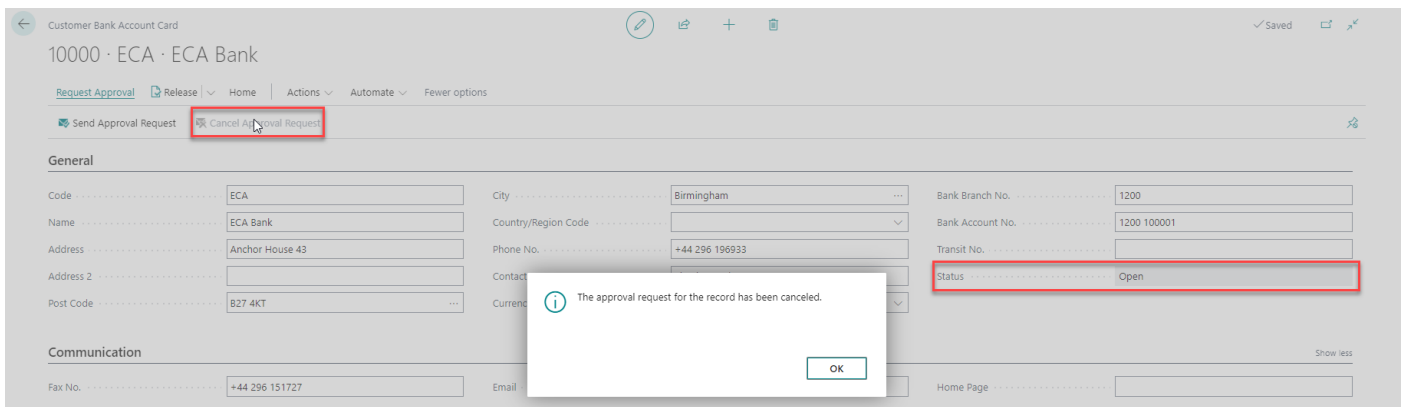 Customer Bank Account Card
Saved
10000 · ECA · ECA Bank
Request Approval Release Home Actions Automate Fewer options
Send Approval Request Cancel Approval Request
General
Code ECA City Birmingham ... Bank Branch No. 1200
Name ECA Bank Country/Region Code Bank Account No. 1200 100001
Address Anchor House 43 Phone No. +44 296 196933 Transit No.
Address 2 Contact Status Open
Post Code B27 4KT ...
The approval request for the record has been canceled.
OK
Communication Show less
Fax No. +44 296 151727 Email Home Page